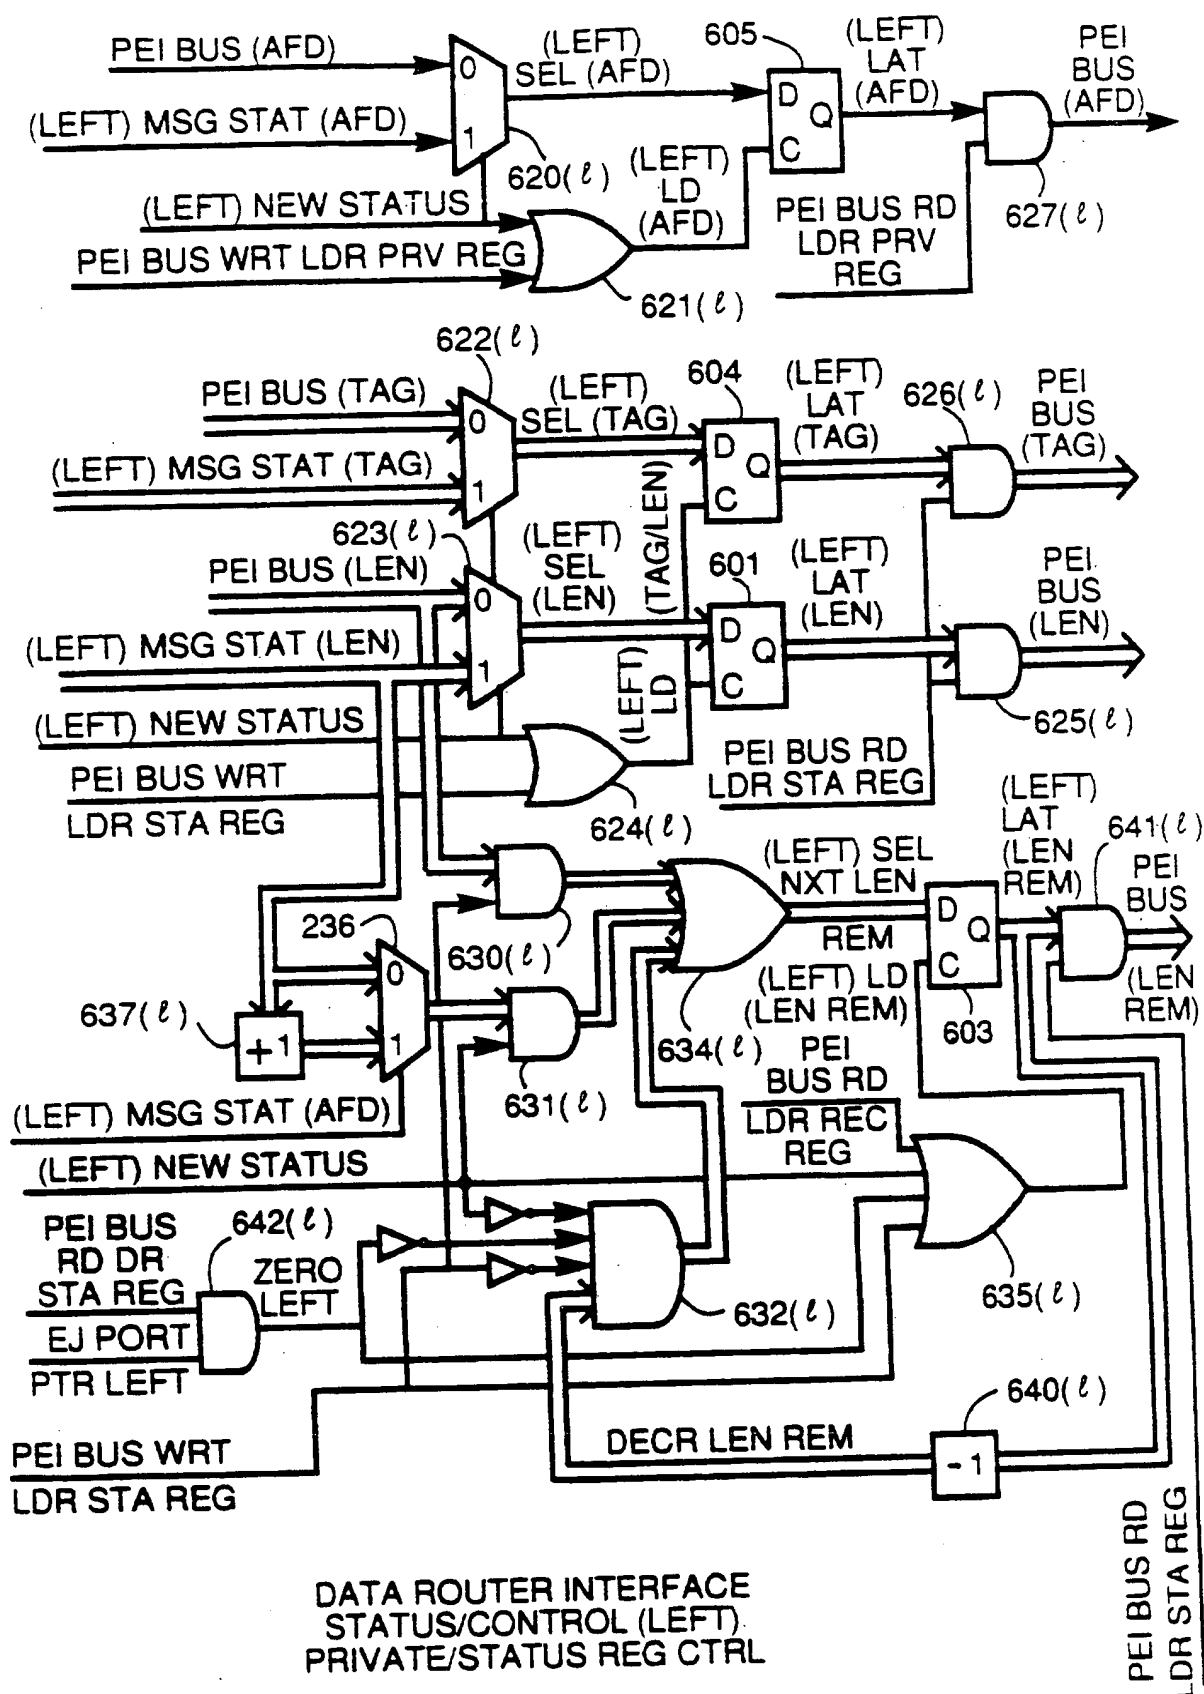 PEI BUS (AFD)
0
(LEFT) MSG STAT (AFD)
1
620(ℓ)
(LEFT)
SEL (AFD)
605
D
Q
C
(LEFT)
LAT
(AFD)
PEI
BUS
(AFD)
(LEFT) NEW STATUS
PEI BUS WRT LDR PRV REG
621(ℓ)
(LEFT)
LD
(AFD)
PEI BUS RD
LDR PRV
REG
627(ℓ)
622(ℓ)
PEI BUS (TAG)
0
(LEFT) MSG STAT (TAG)
1
(LEFT)
SEL (TAG)
604
D
Q
C
(LEFT)
LAT
(TAG)
626(ℓ)
PEI
BUS
(TAG)
623(ℓ)
PEI BUS (LEN)
0
(LEFT) MSG STAT (LEN)
1
(LEFT)
SEL
(LEN)
(LEFT) LD
(TAG/LEN)
601
D
Q
C
(LEFT)
LAT
(LEN)
PEI
BUS
(LEN)
625(ℓ)
(LEFT) NEW STATUS
PEI BUS WRT
LDR STA REG
624(ℓ)
PEI BUS RD
LDR STA REG
630(ℓ)
634(ℓ)
(LEFT) SEL
NXT LEN
REM
D
Q
C
603
(LEFT)
LAT
(LEN
REM)
641(ℓ)
PEI
BUS
(LEN
REM)
236
0
1
637(ℓ)
+1
631(ℓ)
(LEFT) LD
(LEN REM)
PEI
BUS RD
LDR REC
REG
(LEFT) MSG STAT (AFD)
(LEFT) NEW STATUS
PEI BUS
RD DR
STA REG
EJ PORT
PTR LEFT
642(ℓ)
ZERO
LEFT
632(ℓ)
635(ℓ)
PEI BUS WRT
LDR STA REG
DECR LEN REM
640(ℓ)
-1
PEI BUS RD
LDR STA REG
DATA ROUTER INTERFACE
STATUS/CONTROL (LEFT)
PRIVATE/STATUS REG CTRL